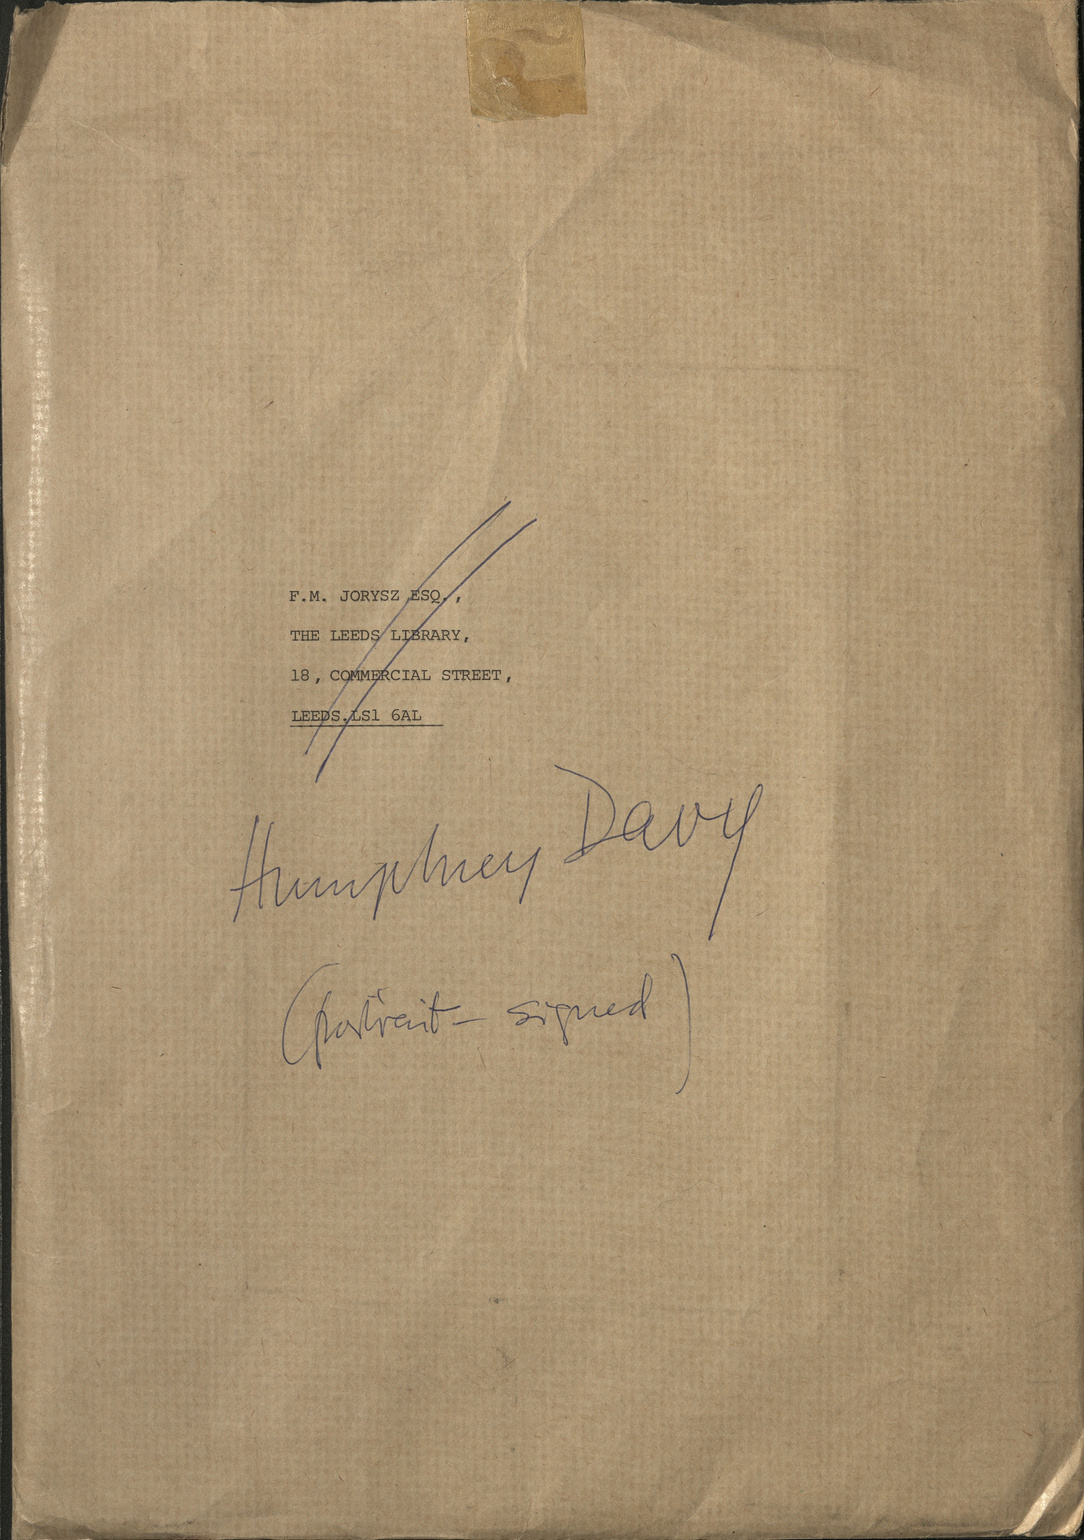 F.M. JORYSZ ESQ.,
THE LEEDS LIBRARY,
18, COMMERCIAL STREET,
LEEDS.LS1 6AL
Humphrey Davy
(portrait – signed)